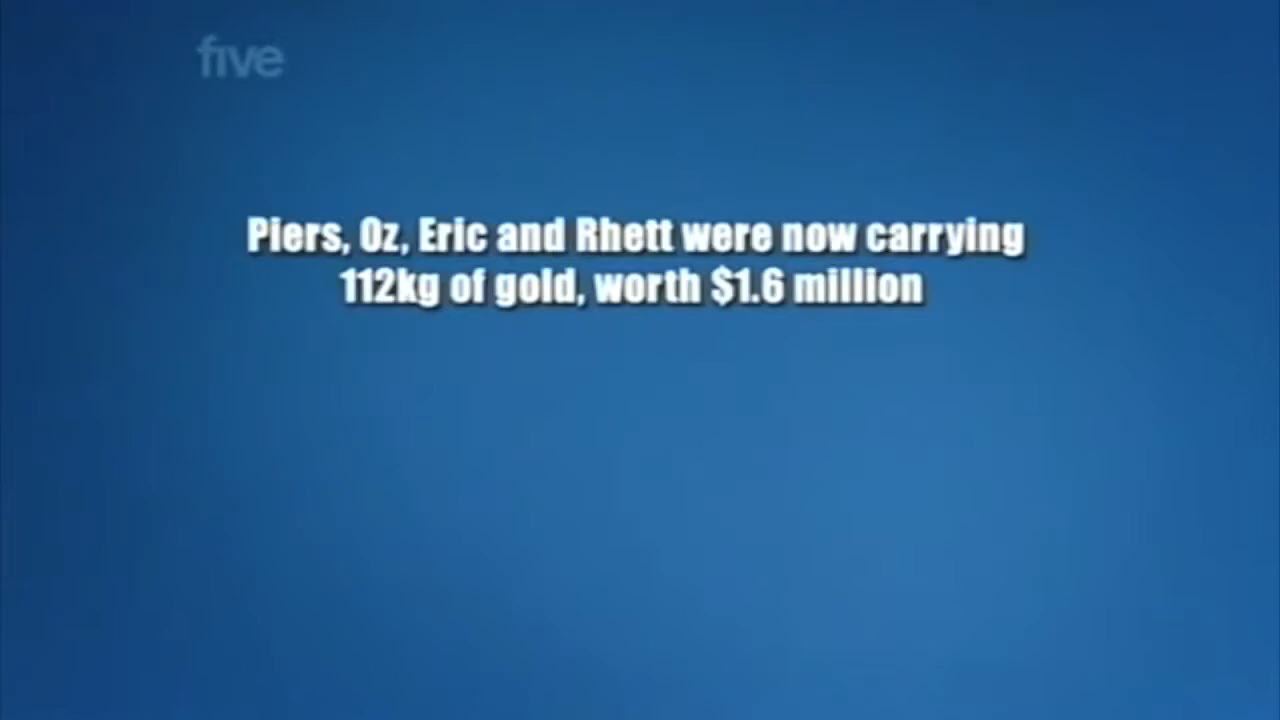 five
Piers, Oz, Eric and Rhett were now carrying
112kg of gold, worth $1.6 million